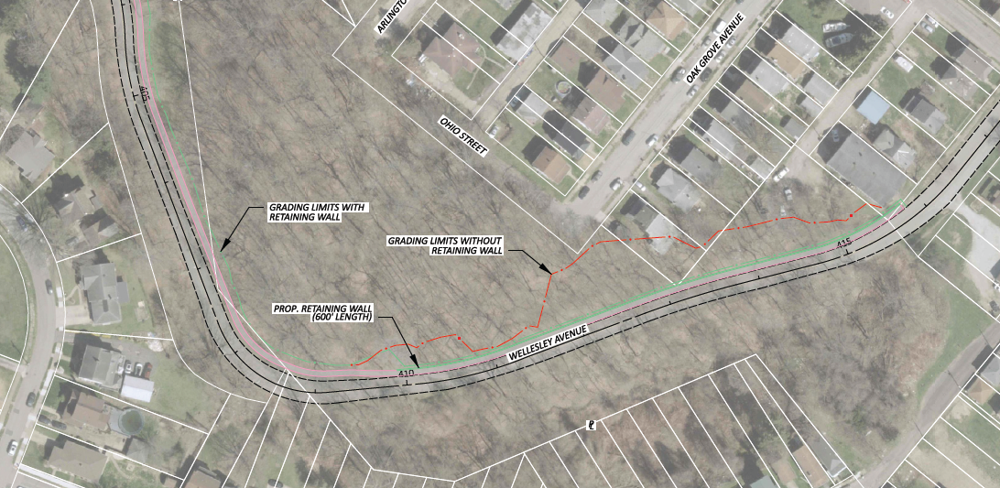 ARLINGTO
OAK GROVE AVENUE
405
OHIO STREET
GRADING LIMITS WITH
RETAINING WALL
GRADING LIMITS WITHOUT
RETAINING WALL
415
PROP. RETAINING WALL
(600' LENGTH)
WELLESLEY AVENUE
410